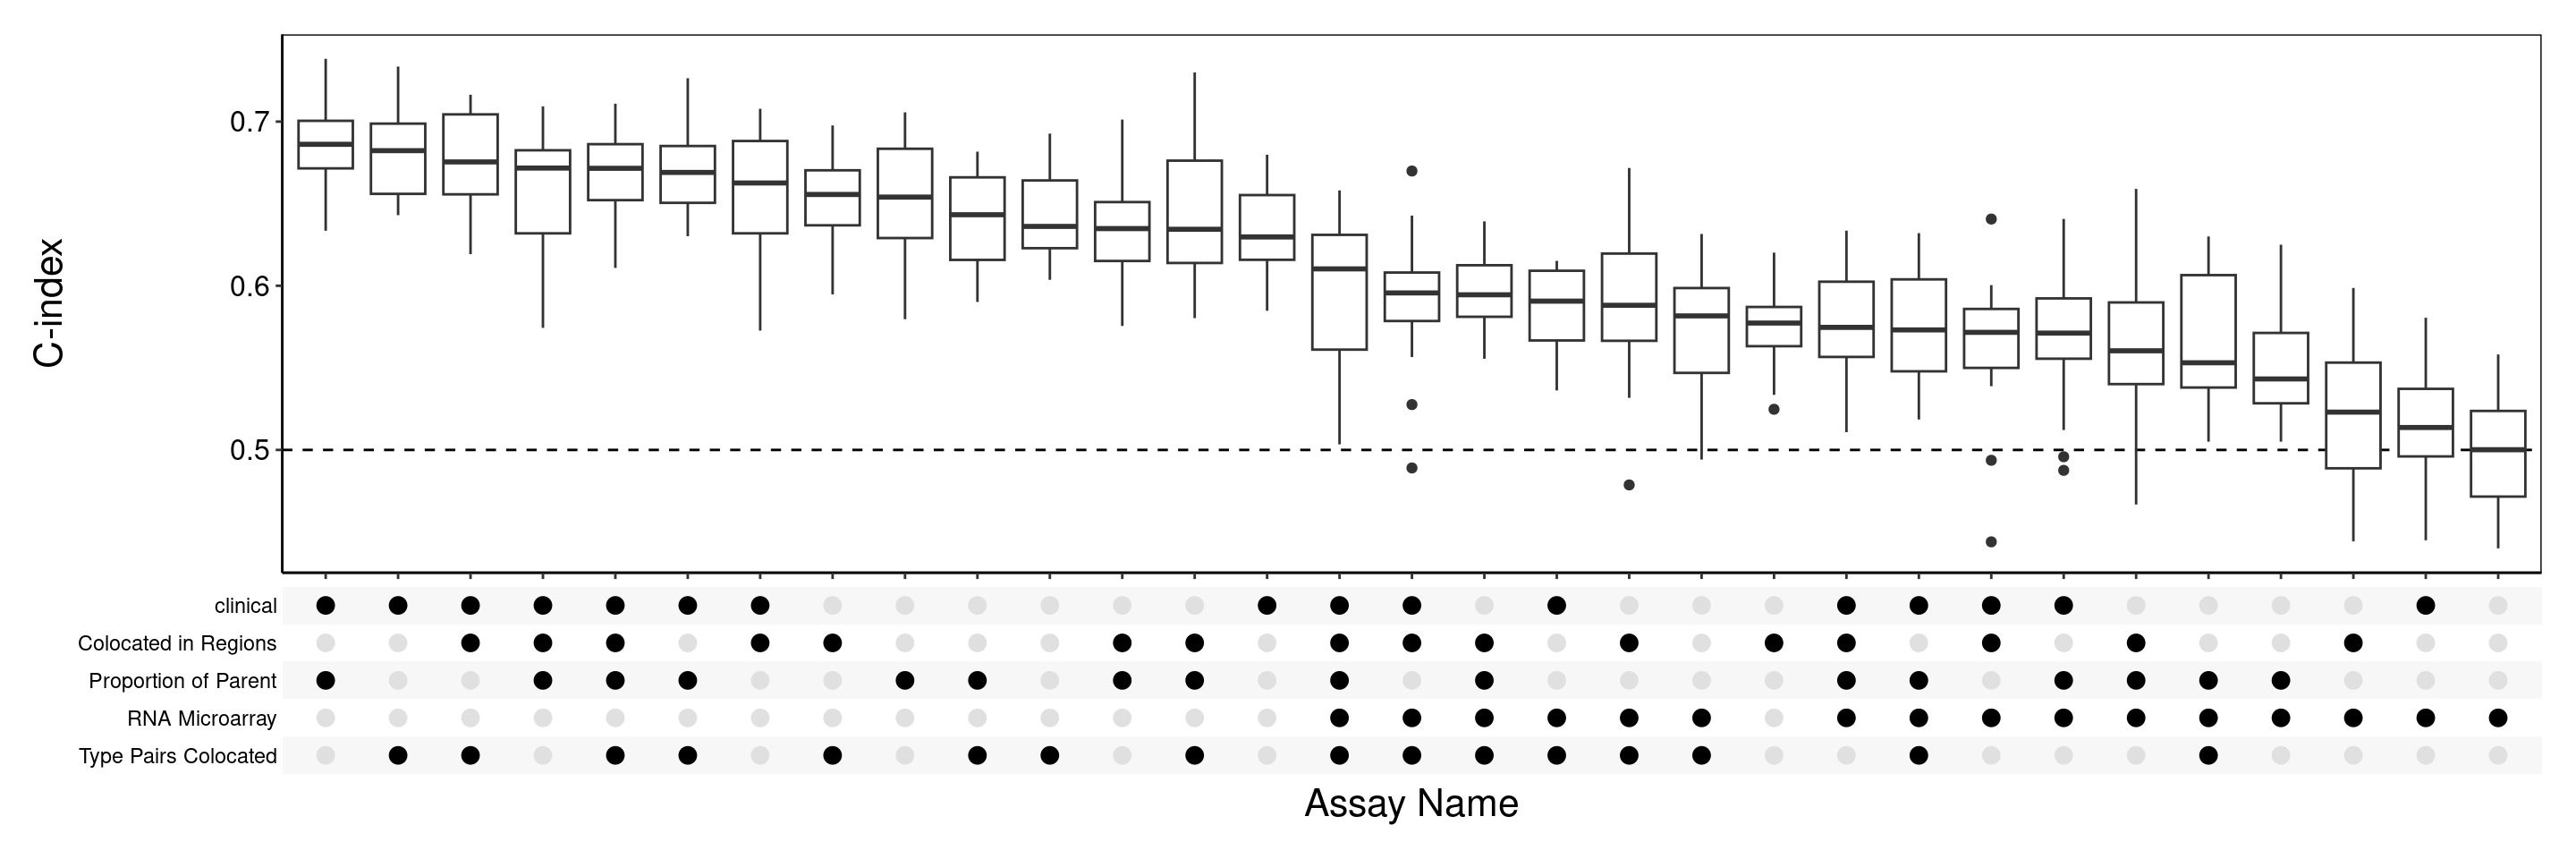 C-index
0.7
0.6
0.5
clinical
Colocated in Regions
Proportion of Parent
RNA Microarray
Type Pairs Colocated
Assay Name